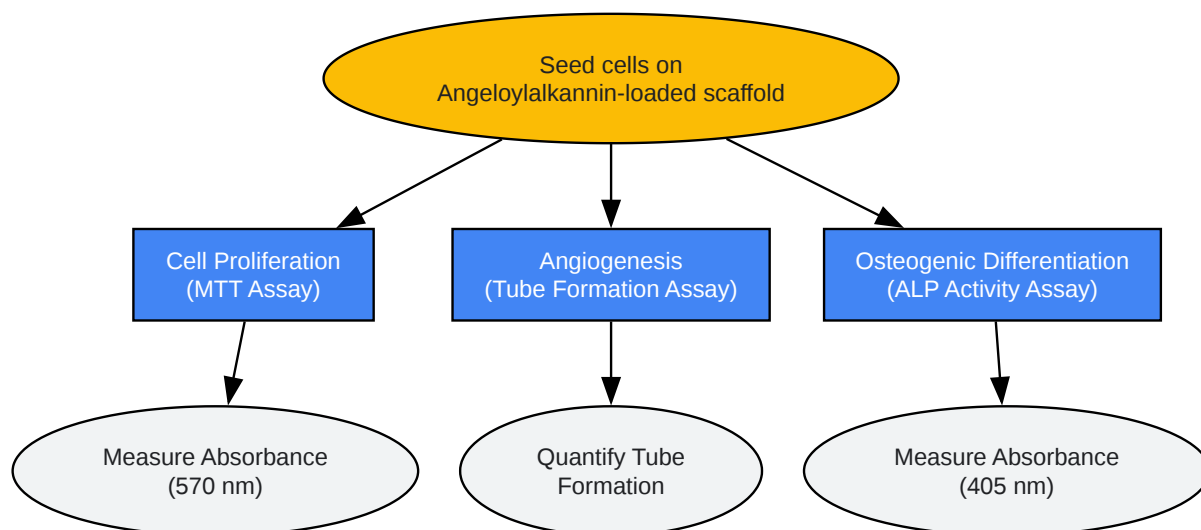 Seed cells on
Angeloylalkannin-loaded scaffold
Cell Proliferation
(MTT Assay)
Angiogenesis
(Tube Formation Assay)
Osteogenic Differentiation
(ALP Activity Assay)
Measure Absorbance
(570 nm)
Quantify Tube
Formation
Measure Absorbance
(405 nm)